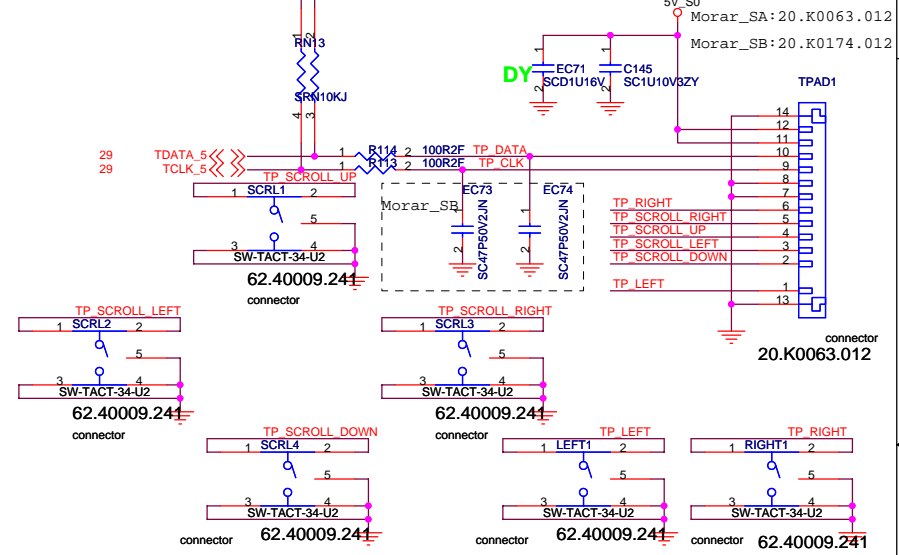 5V_S0
Morar_SA:20.K0063.012
Morar_SB:20.K0174.012
RN13
1
2
SRN10KJ
4
3
DY
1
EC71
SCD1U16V
2
1
C145
SC1U10V3ZY
2
TPAD1
14
12
11
10
9
8
7
6
5
4
3
2
1
13
29 TDATA_5
29 TCLK_5
1 R114 2 100R2F TP_DATA
1 R113 2 100R2F TP_CLK
TP_SCROLL_UP
1 SCRL1 2
5
3 4
SW-TACT-34-U2
62.40009.241
connector
Morar_SB
EC73
1
2
SC47P50V2JN
EC74
1
2
SC47P50V2JN
TP_RIGHT
TP_SCROLL_RIGHT
TP_SCROLL_UP
TP_SCROLL_LEFT
TP_SCROLL_DOWN
TP_LEFT
connector
20.K0063.012
TP_SCROLL_LEFT
1 SCRL2 2
5
3 4
SW-TACT-34-U2
62.40009.241
connector
TP_SCROLL_RIGHT
1 SCRL3 2
5
3 4
SW-TACT-34-U2
62.40009.241
connector
TP_SCROLL_DOWN
1 SCRL4 2
5
3 4
SW-TACT-34-U2
62.40009.241
connector
TP_LEFT
1 LEFT1 2
5
3 4
SW-TACT-34-U2
62.40009.241
connector
TP_RIGHT
1 RIGHT1 2
5
3 4
SW-TACT-34-U2
62.40009.241
connector